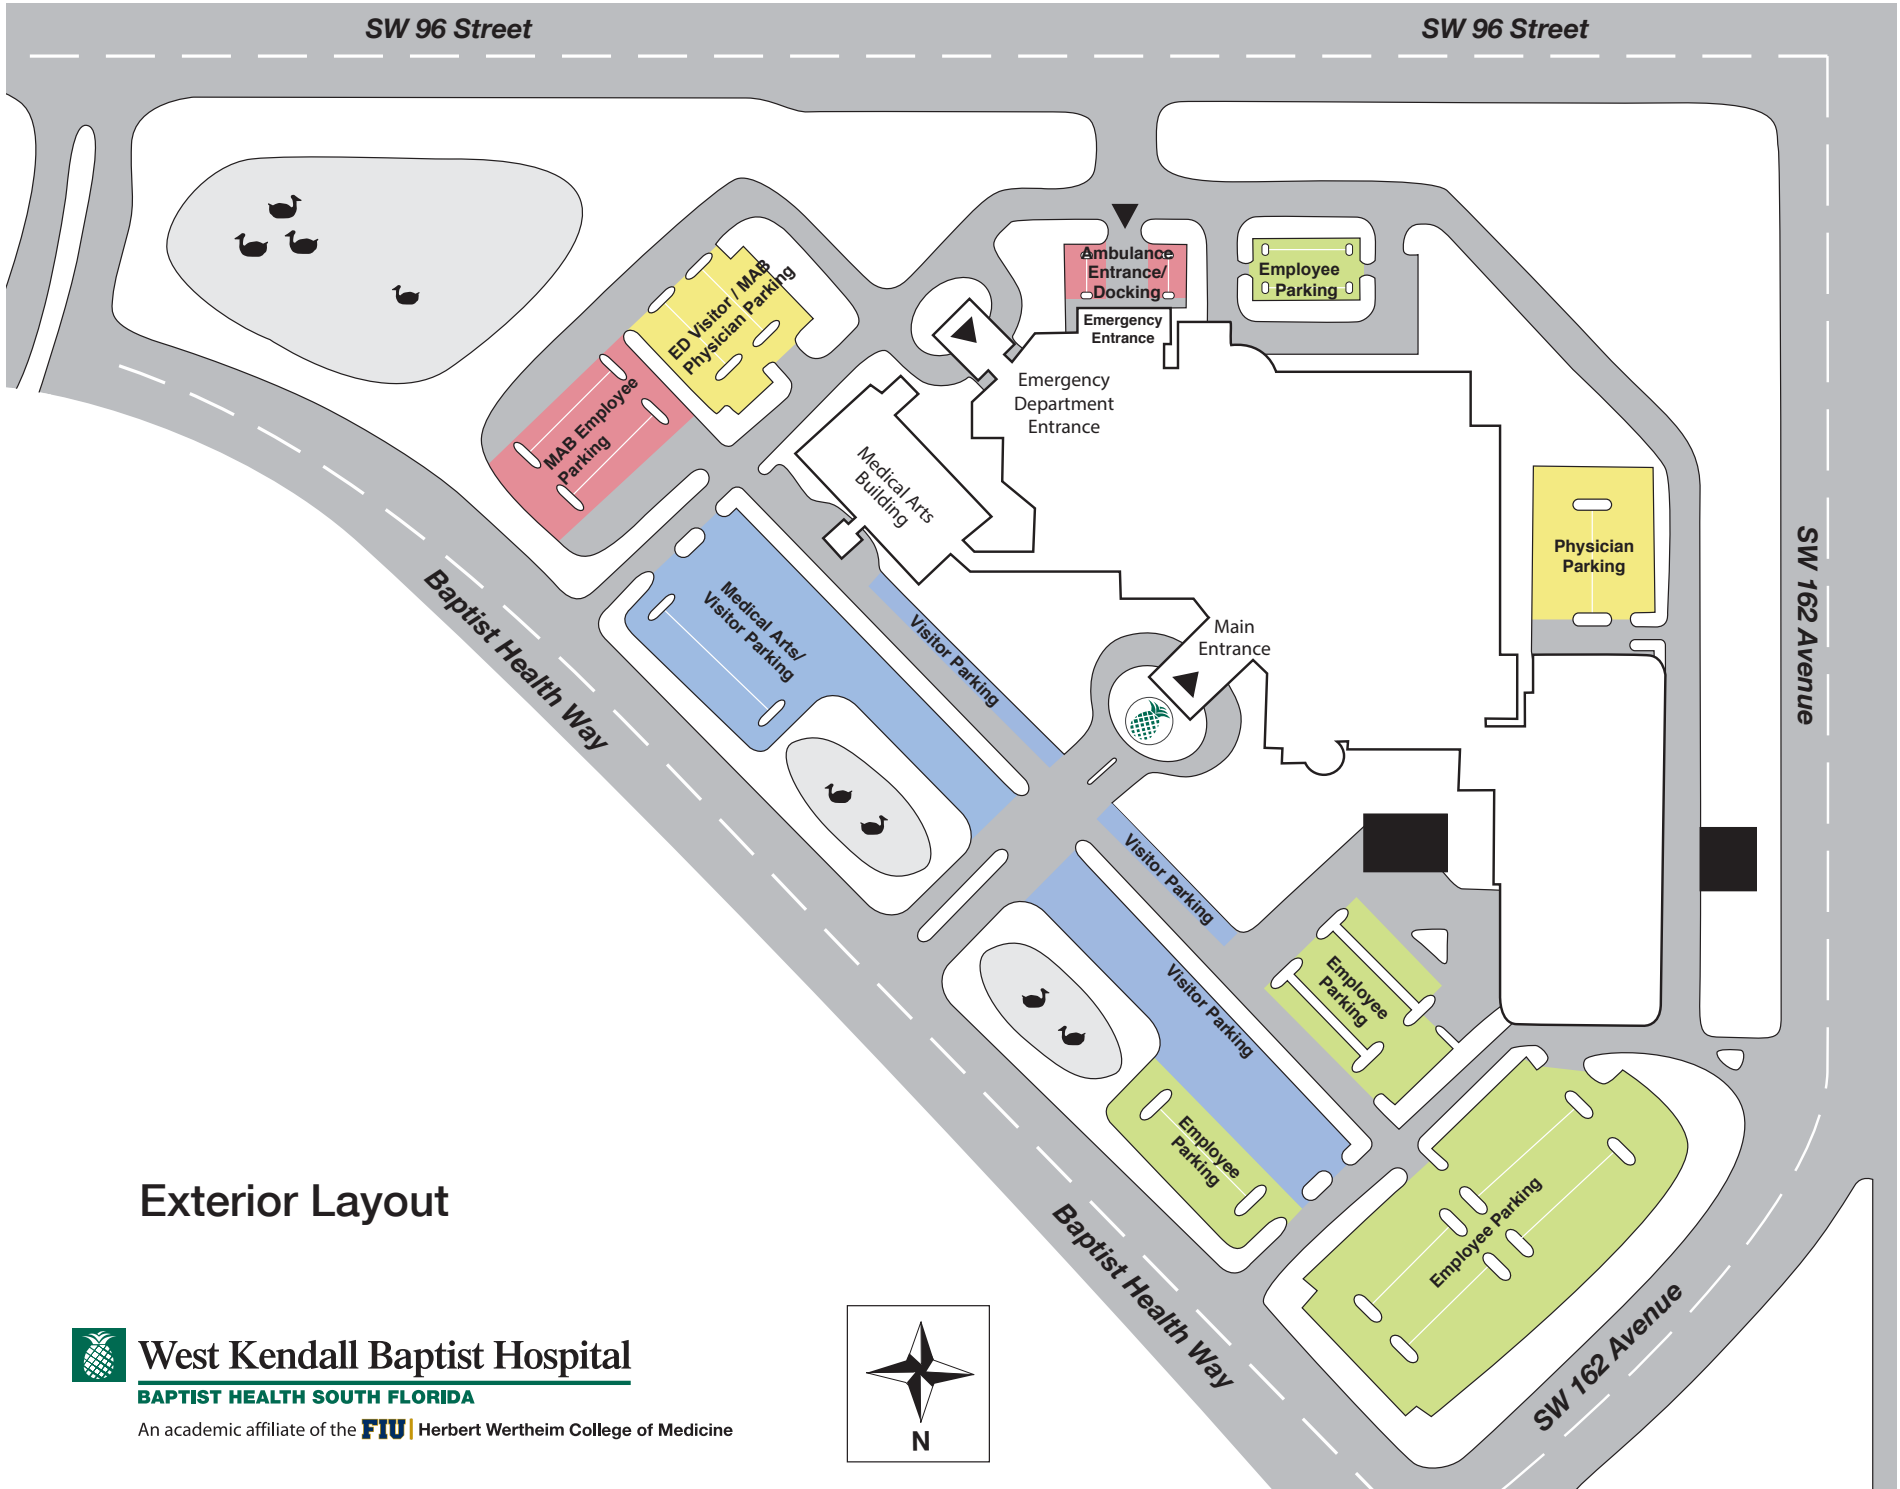 SW 96 Street
SW 96 Street
Ambulance
Entrance/
Docking
Employee
Parking
Emergency
Entrance
ED Visitor / MAB
Physician Parking
MAB Employee
Parking
Emergency
Department
Entrance
Medical Arts
Building
Physician
Parking
SW 162 Avenue
Medical Arts/
Visitor Parking
Visitor Parking
Main
Entrance
Baptist Health Way
Visitor Parking
Visitor Parking
Employee
Parking
Employee
Parking
Employee Parking
Baptist Health Way
SW 162 Avenue
Exterior Layout
West Kendall Baptist Hospital
BAPTIST HEALTH SOUTH FLORIDA
An academic affiliate of the FIU | Herbert Wertheim College of Medicine
N